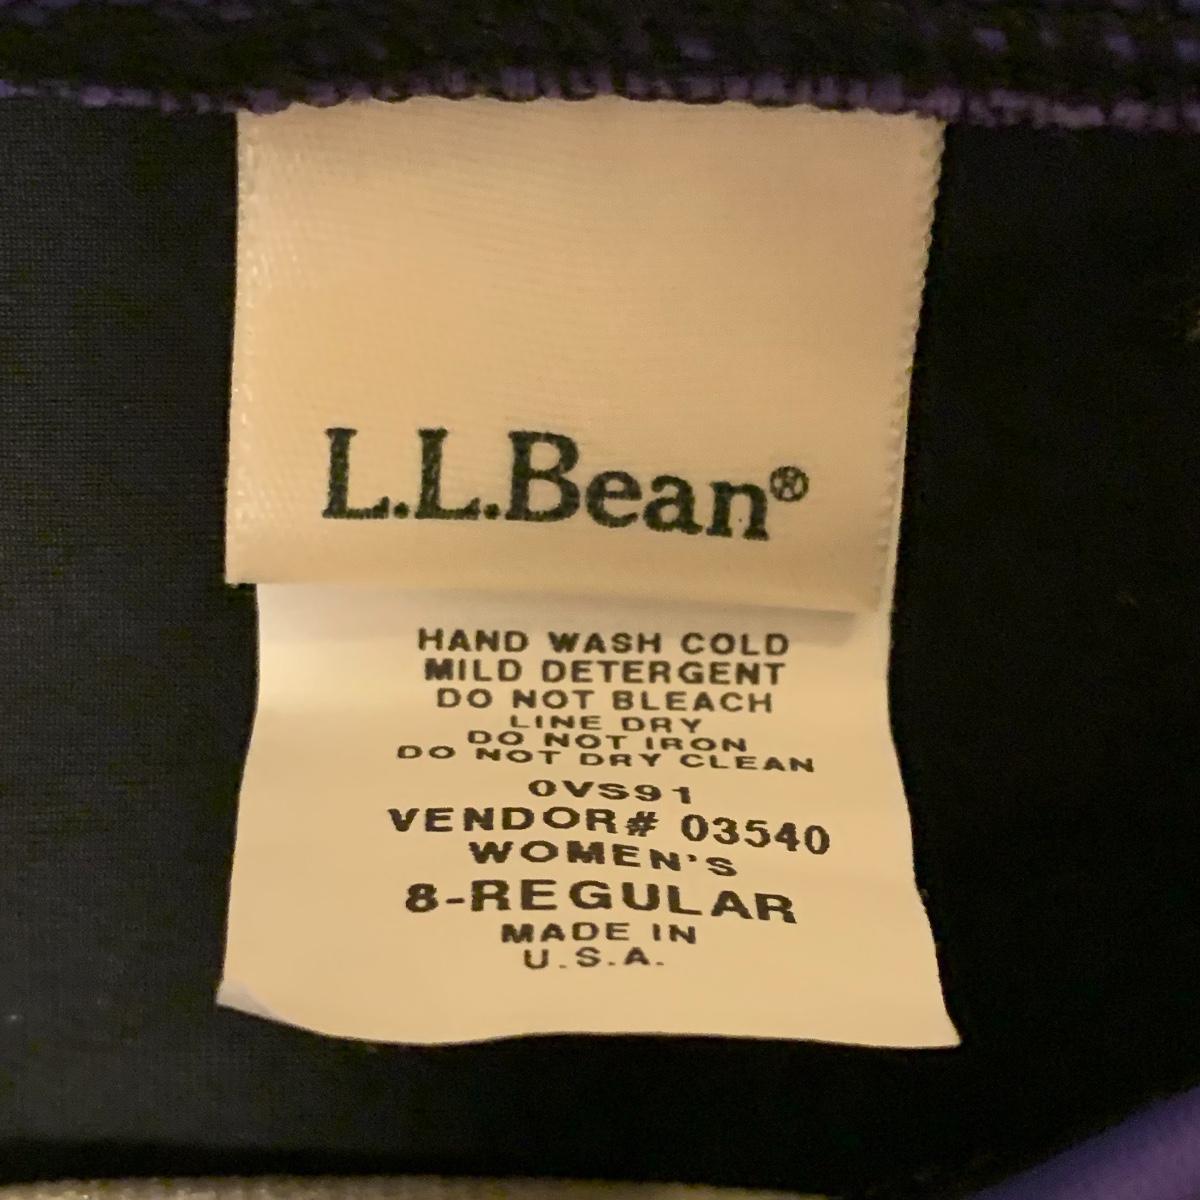 L.L.Bean®
HAND WASH COLD
MILD DETERGENT
DO NOT BLEACH
LINE DRY
DO NOT IRON
DO NOT DRY CLEAN
0VS91
VENDOR# 03540
WOMEN'S
8-REGULAR
MADE IN
U.S.A.